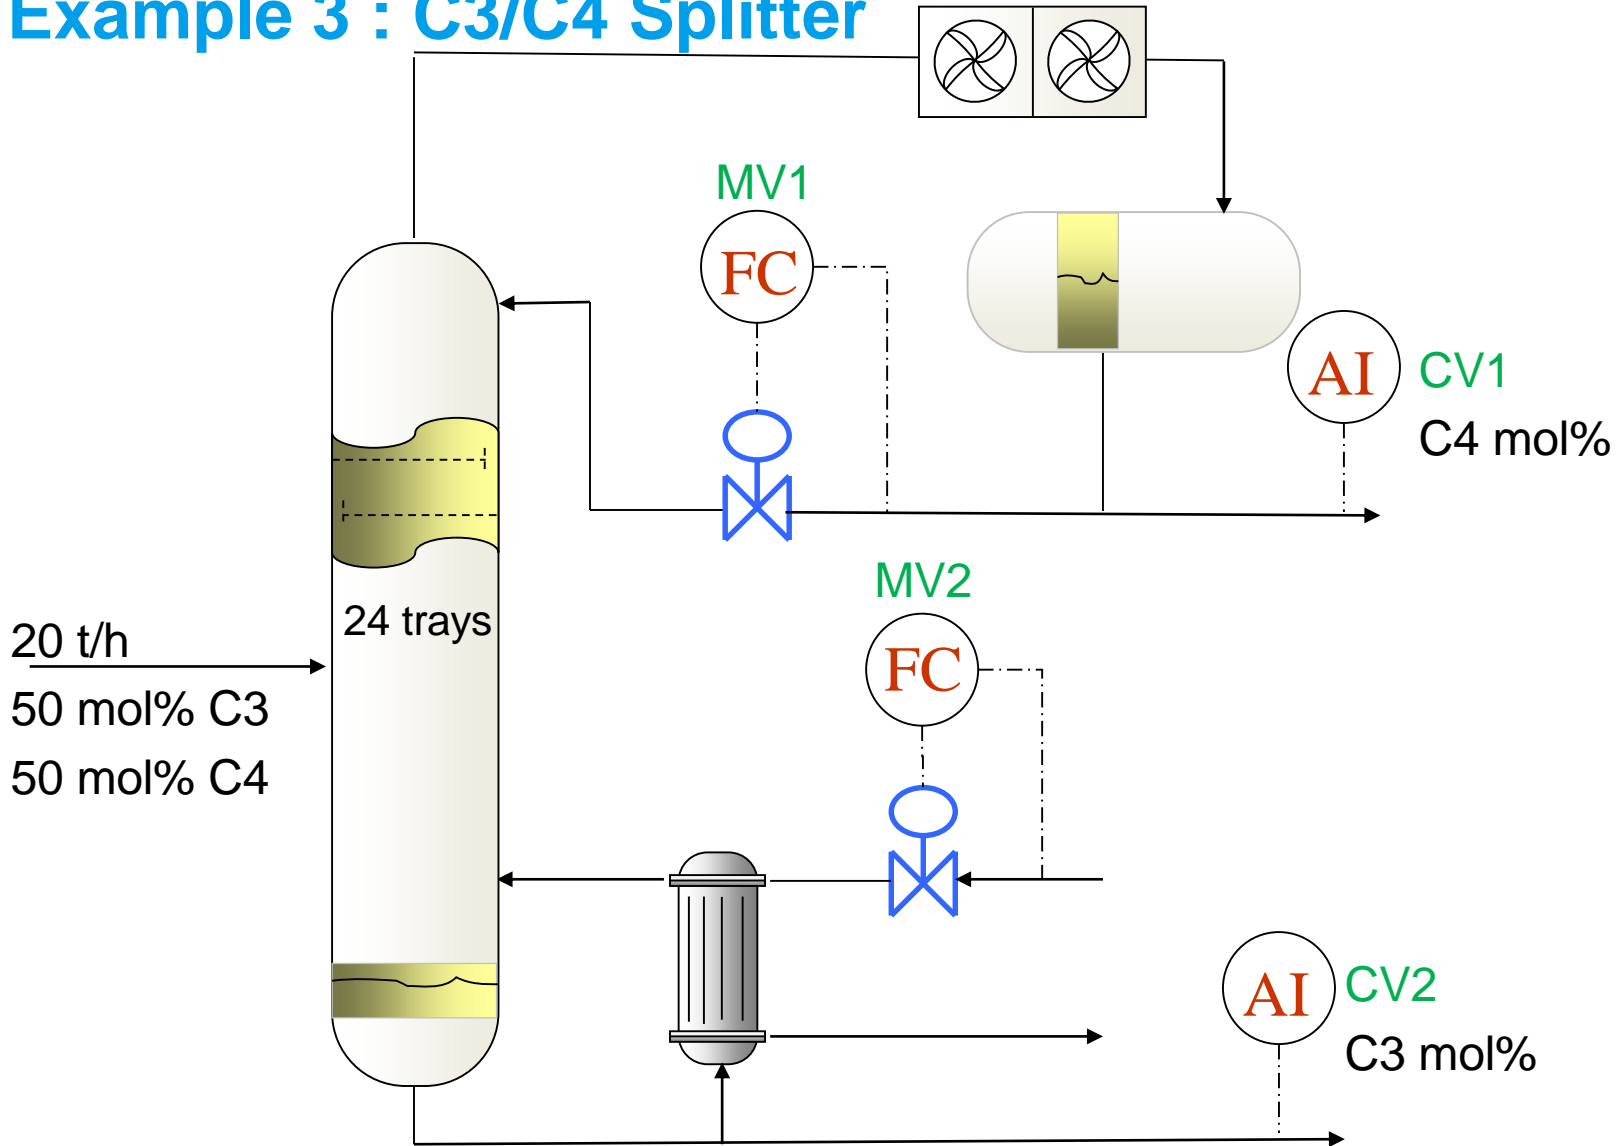 Example 3 : C3/C4 Splitter
MV1
FC
AI
CV1
C4 mol%
MV2
FC
24 trays
20 t/h
50 mol% C3
50 mol% C4
AI
CV2
C3 mol%